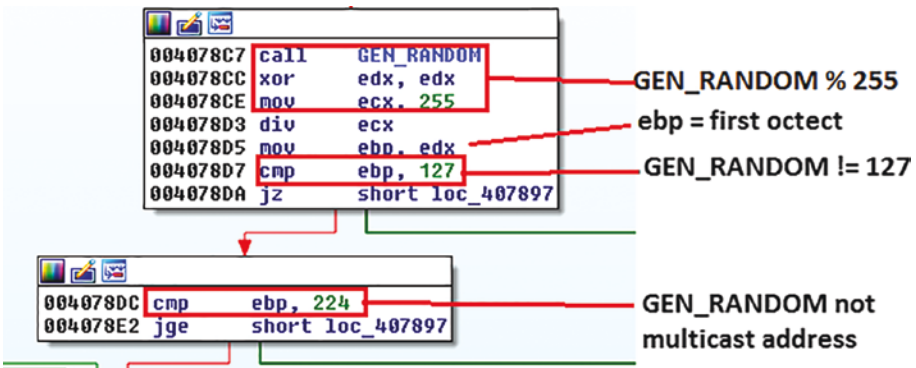 004078C7 call GEN_RANDOM
004078CC xor edx, edx
004078CE mov ecx, 255
004078D3 div ecx
004078D5 mov ebp, edx
004078D7 cmp ebp, 127
004078DA jz short loc_407897
GEN_RANDOM % 255
ebp = first octect
GEN_RANDOM != 127
004078DC cmp ebp, 224
004078E2 jge short loc_407897
GEN_RANDOM not
multicast address